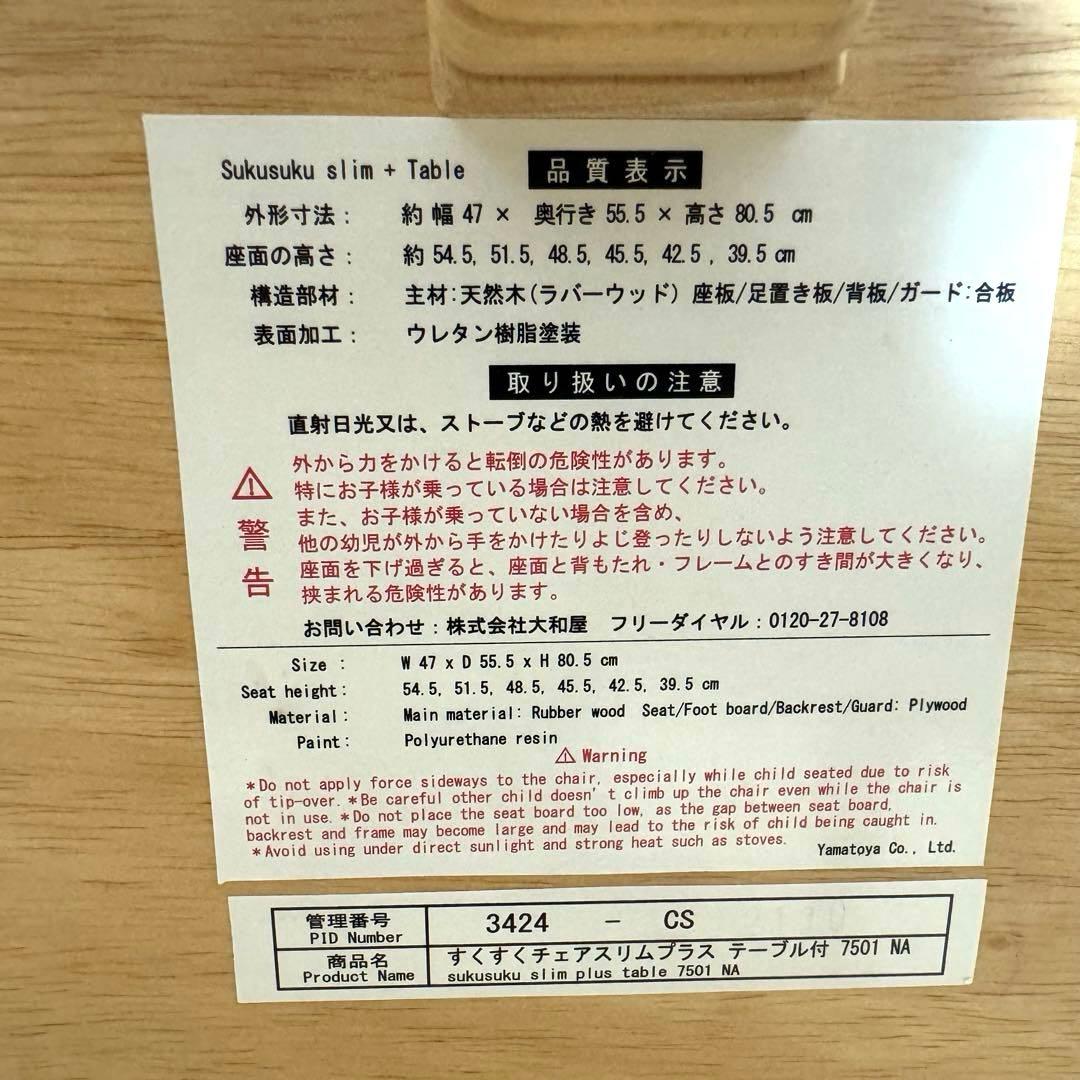 Sukusuku slim + Table 品質表示
外形寸法： 約 幅 47 × 奥行き 55.5 × 高さ 80.5 ㎝
座面の高さ： 約 54.5, 51.5, 48.5, 45.5, 42.5 , 39.5 ㎝
構造部材： 主材:天然木(ラバーウッド) 座板/足置き板/背板/ガード:合板
表面加工： ウレタン樹脂塗装
取り扱いの注意
直射日光又は、ストーブなどの熱を避けてください。
警告
外から力をかけると転倒の危険性があります。
特にお子様が乗っている場合は注意してください。
また、お子様が乗っていない場合を含め、
他の幼児が外から手をかけたりよじ登ったりしないよう注意してください。
座面を下げ過ぎると、座面と背もたれ・フレームとのすき間が大きくなり、
挟まれる危険性があります。
お問い合わせ：株式会社大和屋 フリーダイヤル：0120-27-8108
Size : W 47 x D 55.5 x H 80.5 cm
Seat height: 54.5, 51.5, 48.5, 45.5, 42.5, 39.5 cm
Material: Main material: Rubber wood Seat/Foot board/Backrest/Guard: Plywood
Paint: Polyurethane resin
⚠ Warning
*Do not apply force sideways to the chair, especially while child seated due to risk
of tip-over. *Be careful other child doesn't climb up the chair even while the chair is
not in use. *Do not place the seat board too low, as the gap between seat board,
backrest and frame may become large and may lead to the risk of child being caught in.
*Avoid using under direct sunlight and strong heat such as stoves.
Yamatoya Co., Ltd.
管理番号 3424 - CS
PID Number
商品名 すくすくチェアスリムプラス テーブル付 7501 NA
Product Name sukusuku slim plus table 7501 NA